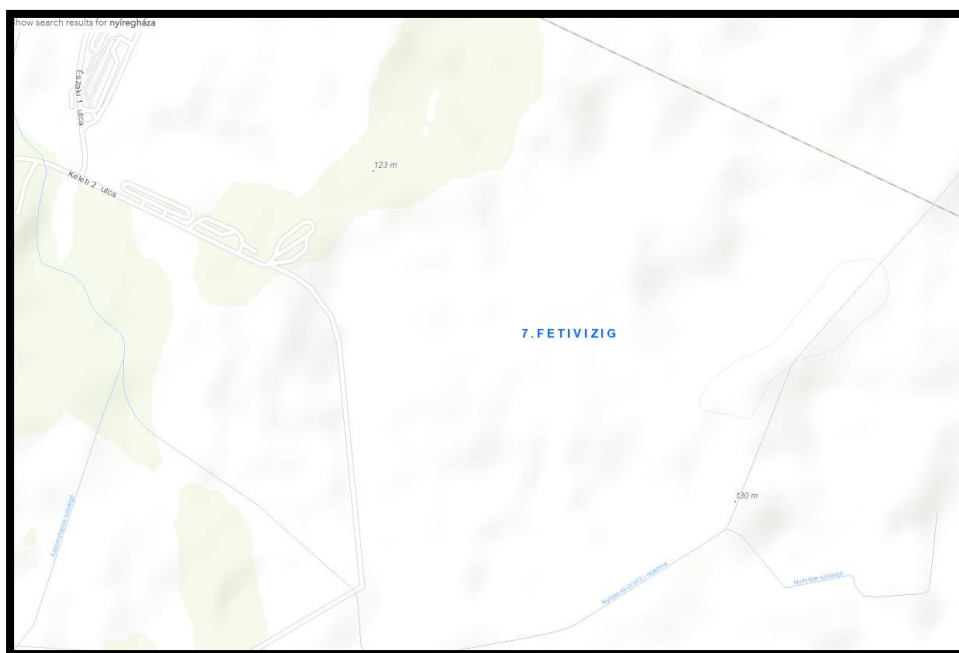 how search results for nyíregháza
Északi 1. utca
123 m
Keleti 2. utca
7.FETIVIZIG
130 m